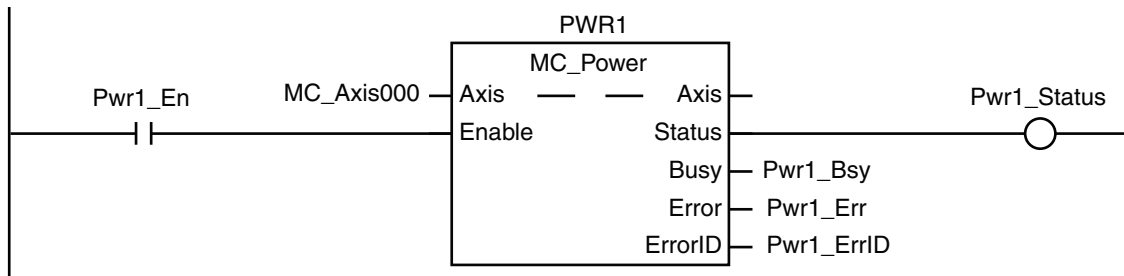 PWR1
MC_Power
Pwr1_En
MC_Axis000
Axis
Axis
Pwr1_Status
Enable
Status
Busy
Pwr1_Bsy
Error
Pwr1_Err
ErrorID
Pwr1_ErrID